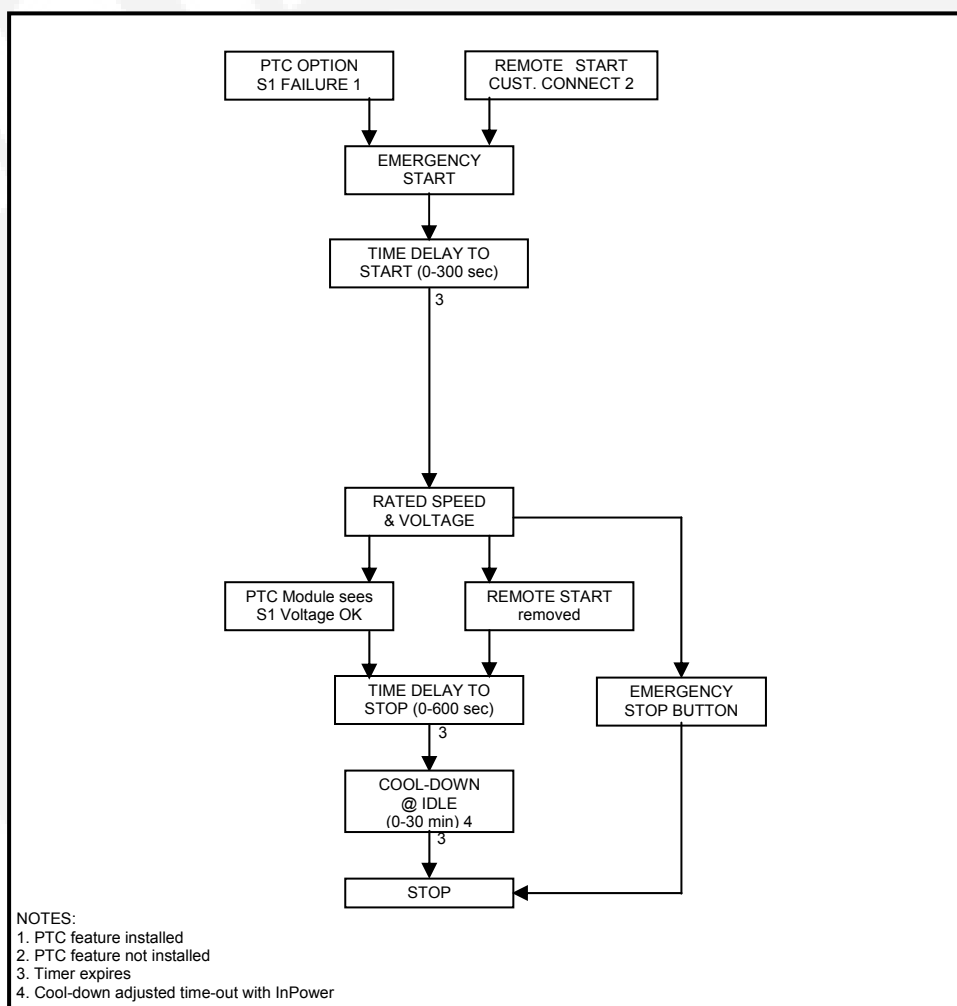 PTC OPTION
S1 FAILURE 1
REMOTE START
CUST. CONNECT 2
EMERGENCY
START
TIME DELAY TO
START (0-300 sec)
3
RATED SPEED
& VOLTAGE
PTC Module sees
S1 Voltage OK
REMOTE START
removed
TIME DELAY TO
STOP (0-600 sec)
3
EMERGENCY
STOP BUTTON
COOL-DOWN
@ IDLE
(0-30 min) 4
3
STOP
NOTES:
1. PTC feature installed
2. PTC feature not installed
3. Timer expires
4. Cool-down adjusted time-out with InPower